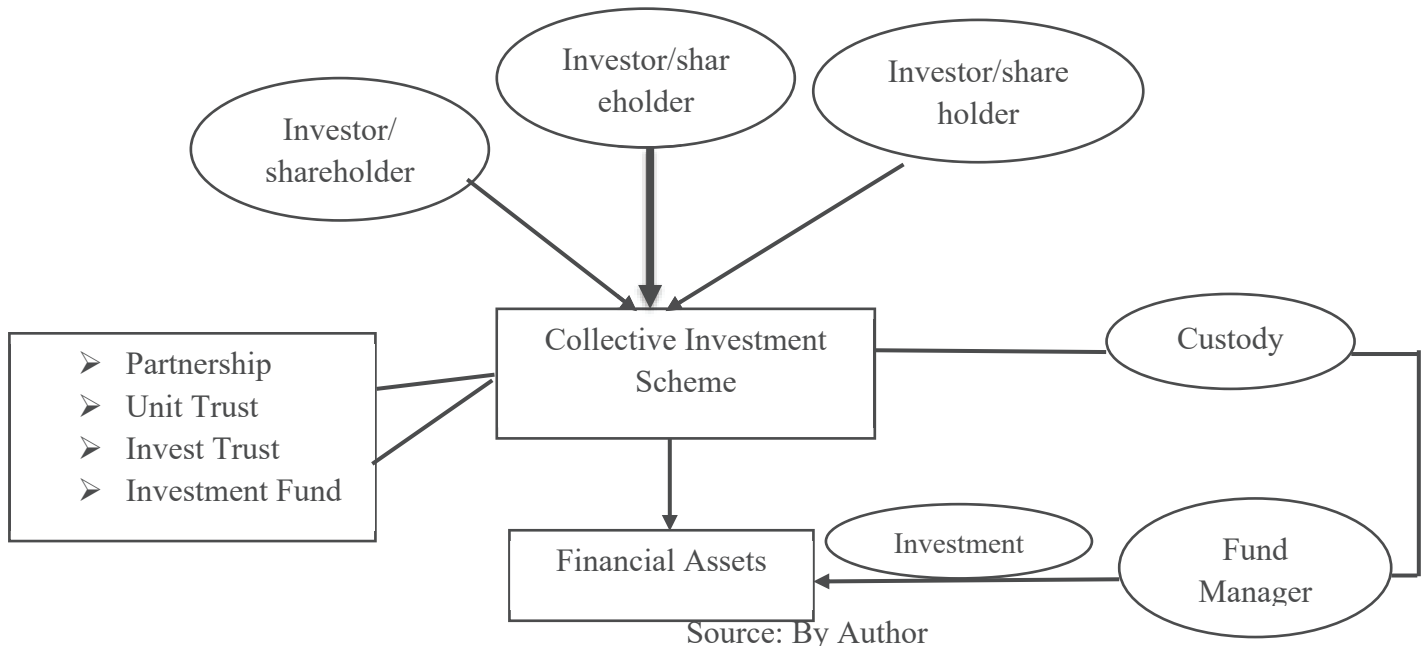 Investor/
shareholder
Investor/shar
eholder
Investor/share
holder
Partnership
Unit Trust
Invest Trust
Investment Fund
Collective Investment
Scheme
Custody
Financial Assets
Investment
Fund
Manager
Source: By Author